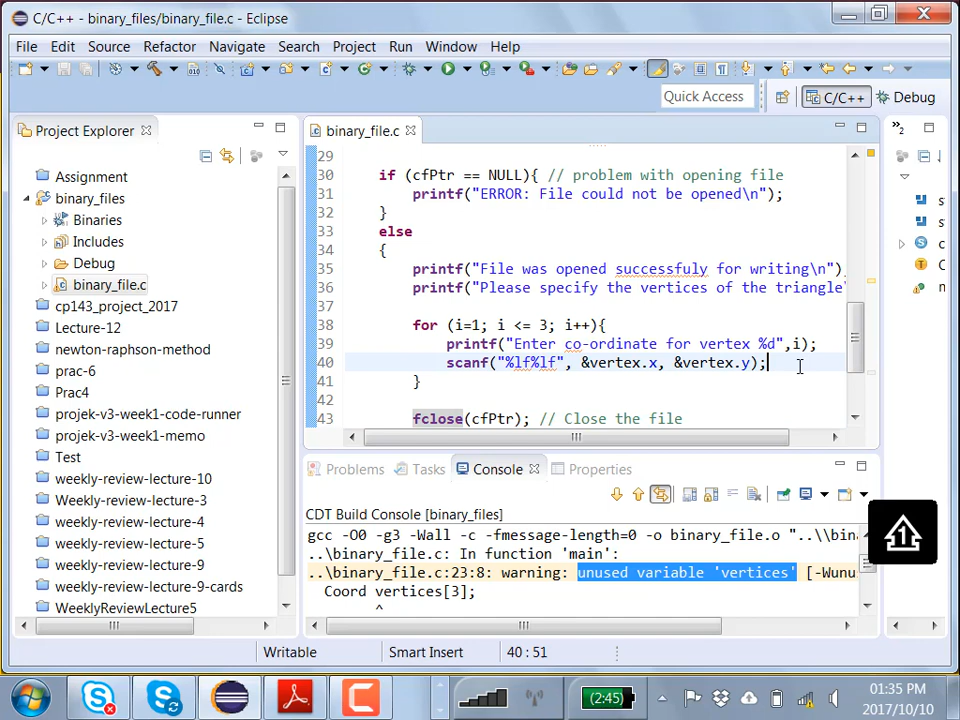 C/C++ - binary_files/binary_file.c - Eclipse
File Edit Source Refactor Navigate Search Project Run Window Help
Quick Access
C/C++
Debug
Project Explorer
binary_file.c
»2
Assignment
binary_files
Binaries
Includes
Debug
binary_file.c
cp143_project_2017
Lecture-12
newton-raphson-method
prac-6
prac4
projek-v3-week1-code-runner
projek-v3-week1-memo
Test
weekly-review-lecture-10
Weekly-review-lecture-3
weekly-review-lecture-4
weekly-review-lecture-5
weekly-review-lecture-9
weekly-review-lecture-9-cards
WeeklyReviewLecture5
29
30 if (cfPtr == NULL){ // problem with opening file
31 printf("ERROR: File could not be opened\n");
32 }
33 else
34 {
35 printf("File was opened successfuly for writing\n")
36 printf("Please specify the vertices of the triangle
37
38 for (i=1; i <= 3; i++){
39 printf("Enter co-ordinate for vertex %d",i);
40 scanf("%lf%lf", &vertex.x, &vertex.y);
41 }
42
43 fclose(cfPtr); // Close the file
Problems Tasks Console Properties
CDT Build Console [binary_files]
gcc -O0 -g3 -Wall -c -fmessage-length=0 -o binary_file.o "..\\bina
..\binary_file.c: In function 'main':
..\binary_file.c:23:8: warning: unused variable 'vertices' [-Wunu
Coord vertices[3];
^
Writable
Smart Insert
40 : 51
(2:45)
01:35 PM
2017/10/10